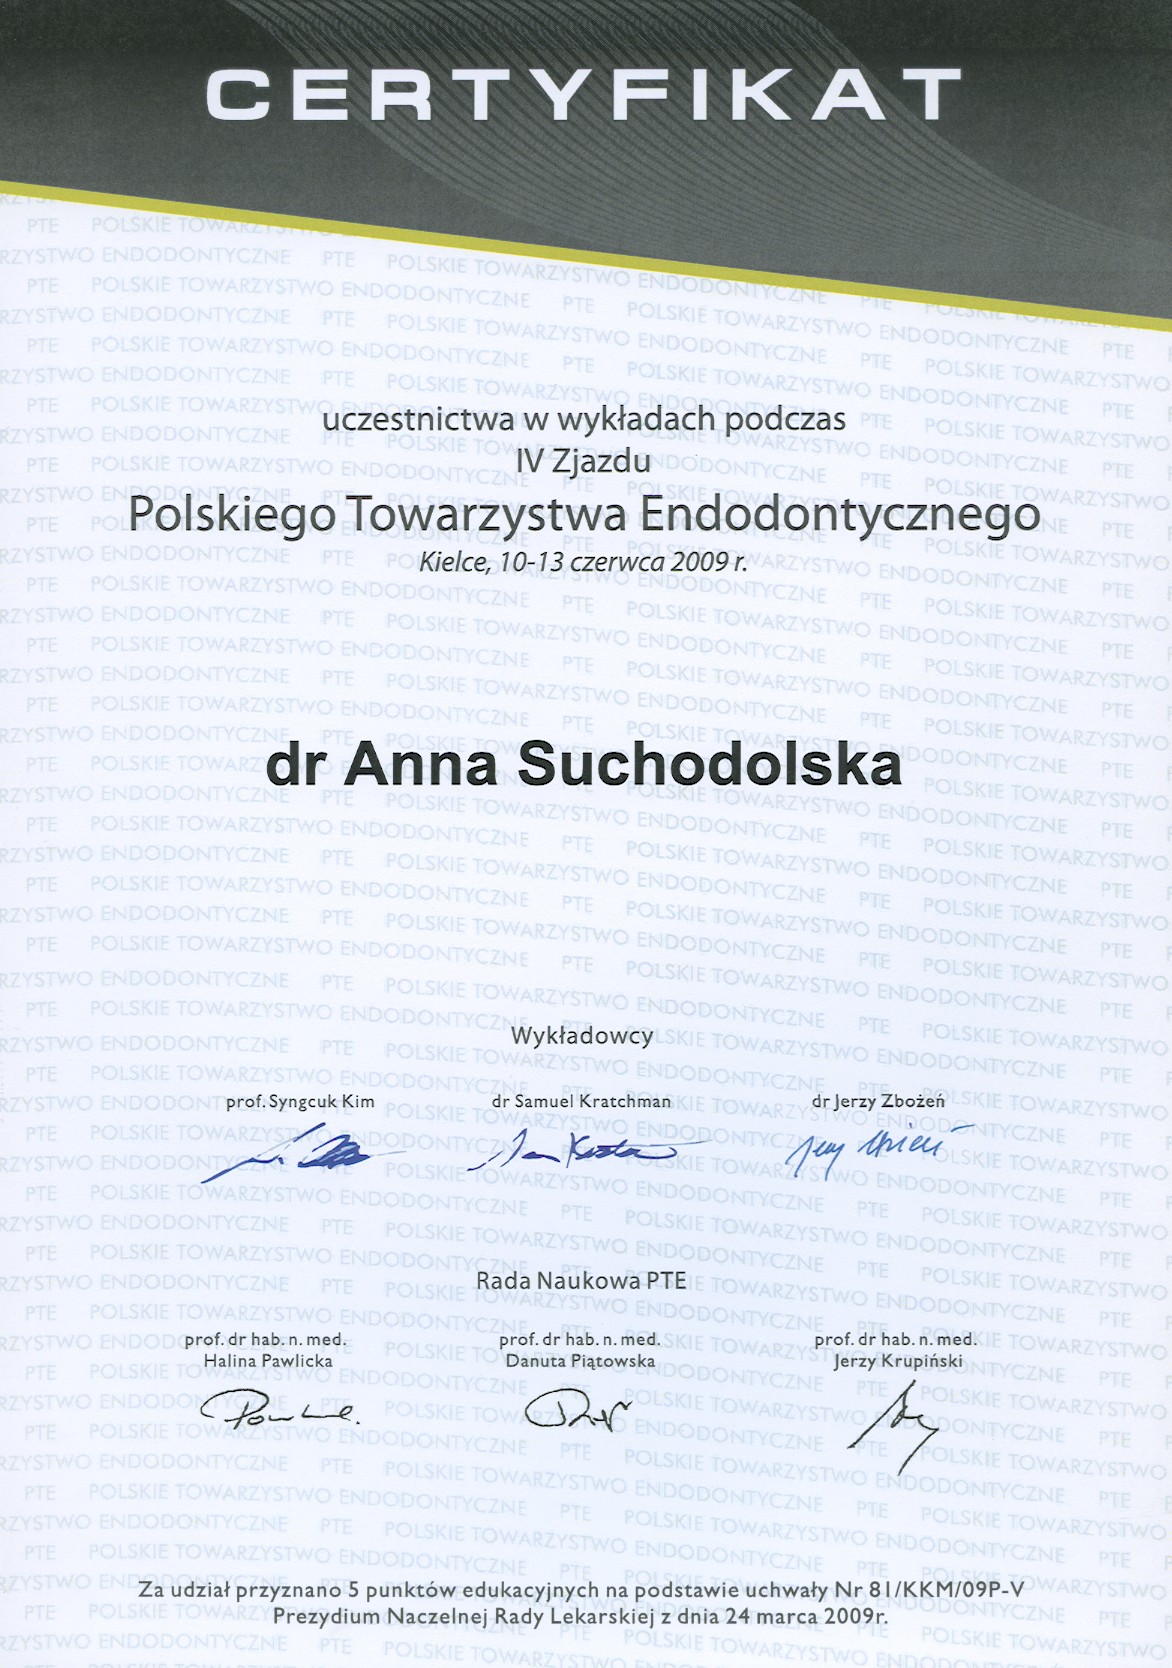 CERTYFIKAT
uczestnictwa w wykładach podczas
IV Zjazdu
Polskiego Towarzystwa Endodontycznego
Kielce, 10-13 czerwca 2009 r.
dr Anna Suchodolska
Wykładowcy
prof. Syngcuk Kim
dr Samuel Kratchman
dr Jerzy Zbożeń
Rada Naukowa PTE
prof. dr hab. n. med.
Halina Pawlicka
prof. dr hab. n. med.
Danuta Piątowska
prof. dr hab. n. med.
Jerzy Krupiński
Za udział przyznano 5 punktów edukacyjnych na podstawie uchwały Nr 81/KKM/09P-V
Prezydium Naczelnej Rady Lekarskiej z dnia 24 marca 2009r.